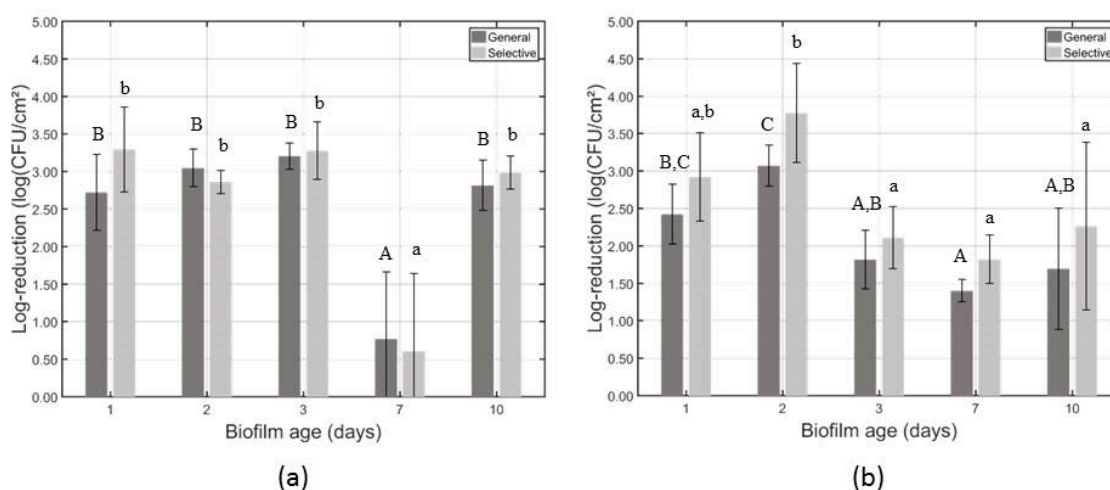 5.00
4.50
4.00
3.50
3.00
2.50
2.00
1.50
1.00
0.50
0.00
Log-reduction (log(CFU/cm²)
General
Selective
B
b
B
b
B
b
A
a
B
b
1
2
3
7
10
Biofilm age (days)
(a)
5.00
4.50
4.00
3.50
3.00
2.50
2.00
1.50
1.00
0.50
0.00
Log-reduction (log(CFU/cm²)
General
Selective
B,C
a,b
C
b
A,B
a
A
a
A,B
a
1
2
3
7
10
Biofilm age (days)
(b)